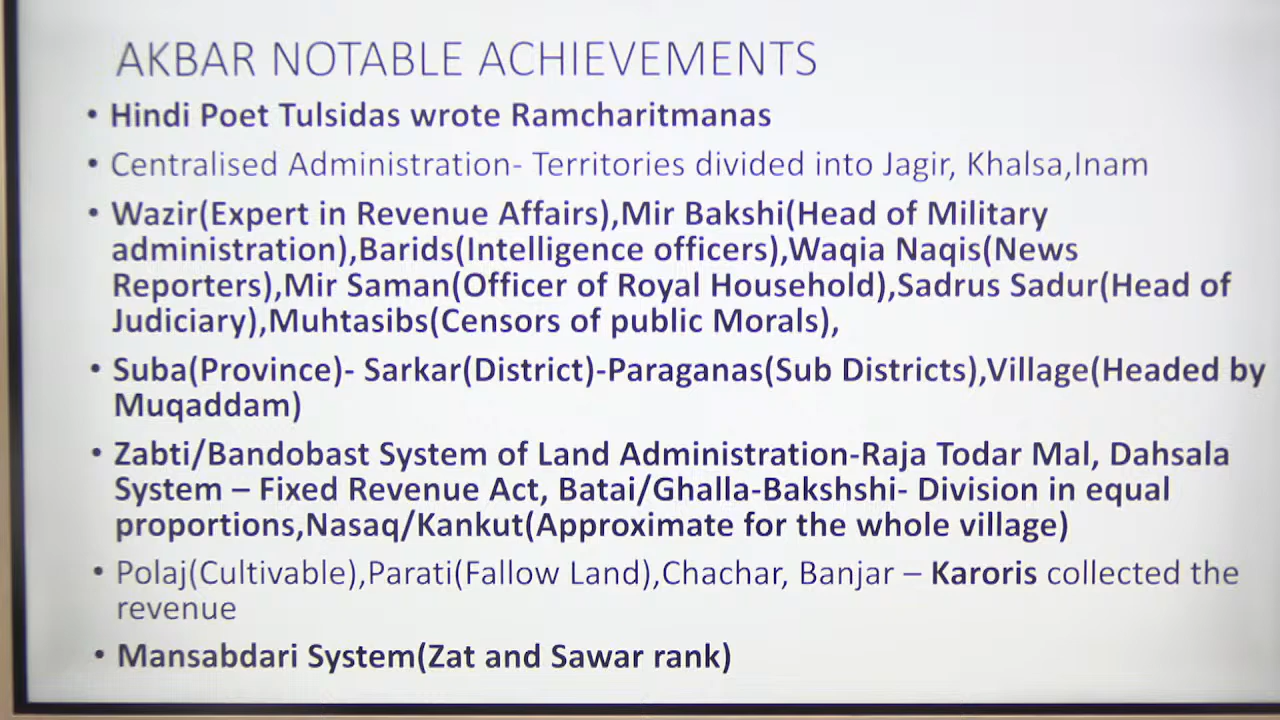 AKBAR NOTABLE ACHIEVEMENTS
• Hindi Poet Tulsidas wrote Ramcharitmanas
• Centralised Administration- Territories divided into Jagir, Khalsa,Inam
• Wazir(Expert in Revenue Affairs),Mir Bakshi(Head of Military
administration),Barids(Intelligence officers),Waqia Naqis(News
Reporters),Mir Saman(Officer of Royal Household),Sadrus Sadur(Head of
Judiciary),Muhtasibs(Censors of public Morals),
• Suba(Province)- Sarkar(District)-Paraganas(Sub Districts),Village(Headed by
Muqaddam)
• Zabti/Bandobast System of Land Administration-Raja Todar Mal, Dahsala
System – Fixed Revenue Act, Batai/Ghalla-Bakshshi- Division in equal
proportions,Nasaq/Kankut(Approximate for the whole village)
• Polaj(Cultivable),Parati(Fallow Land),Chachar, Banjar – Karoris collected the
revenue
• Mansabdari System(Zat and Sawar rank)